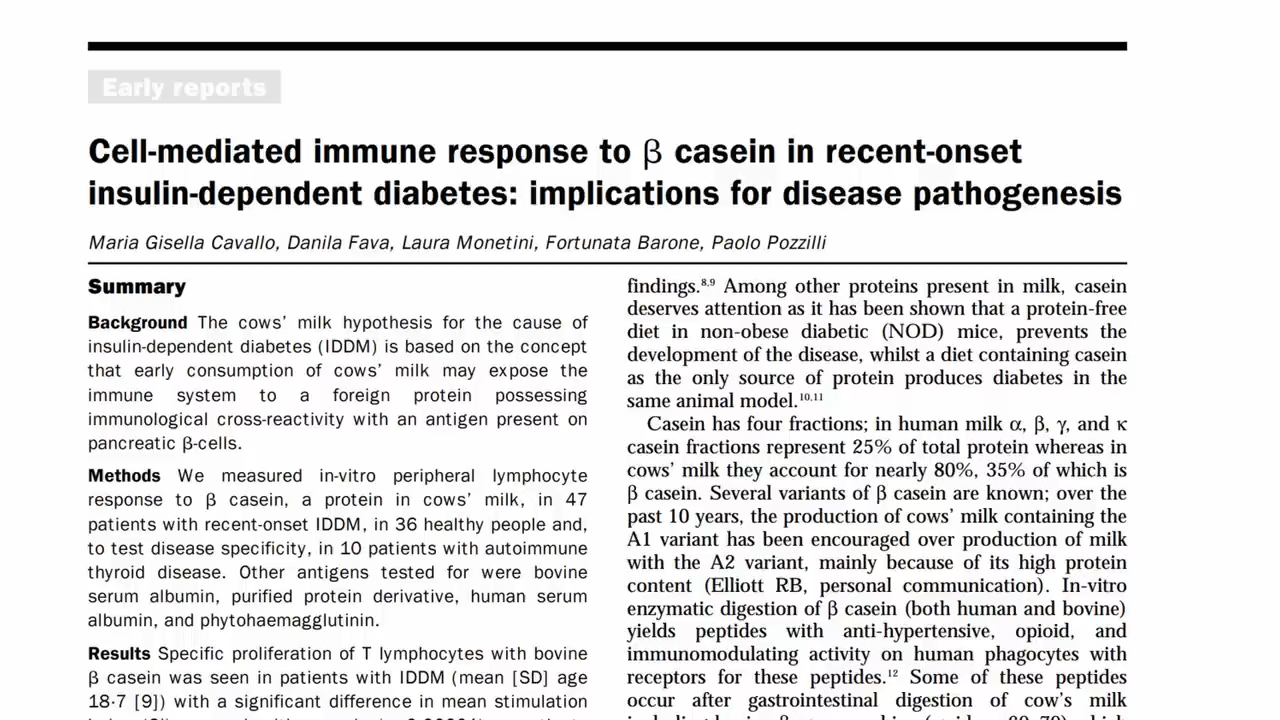 Early reports
Cell-mediated immune response to β casein in recent-onset
insulin-dependent diabetes: implications for disease pathogenesis
Maria Gisella Cavallo, Danila Fava, Laura Monetini, Fortunata Barone, Paolo Pozzilli
Summary
Background The cows’ milk hypothesis for the cause of
insulin-dependent diabetes (IDDM) is based on the concept
that early consumption of cows’ milk may expose the
immune system to a foreign protein possessing
immunological cross-reactivity with an antigen present on
pancreatic β-cells.
Methods We measured in-vitro peripheral lymphocyte
response to β casein, a protein in cows’ milk, in 47
patients with recent-onset IDDM, in 36 healthy people and,
to test disease specificity, in 10 patients with autoimmune
thyroid disease. Other antigens tested for were bovine
serum albumin, purified protein derivative, human serum
albumin, and phytohaemagglutinin.
Results Specific proliferation of T lymphocytes with bovine
β casein was seen in patients with IDDM (mean [SD] age
18·7 [9]) with a significant difference in mean stimulation
findings.8,9 Among other proteins present in milk, casein
deserves attention as it has been shown that a protein-free
diet in non-obese diabetic (NOD) mice, prevents the
development of the disease, whilst a diet containing casein
as the only source of protein produces diabetes in the
same animal model.10,11
Casein has four fractions; in human milk α, β, γ, and κ
casein fractions represent 25% of total protein whereas in
cows’ milk they account for nearly 80%, 35% of which is
β casein. Several variants of β casein are known; over the
past 10 years, the production of cows’ milk containing the
A1 variant has been encouraged over production of milk
with the A2 variant, mainly because of its high protein
content (Elliott RB, personal communication). In-vitro
enzymatic digestion of β casein (both human and bovine)
yields peptides with anti-hypertensive, opioid, and
immunomodulating activity on human phagocytes with
receptors for these peptides.12 Some of these peptides
occur after gastrointestinal digestion of cow’s milk